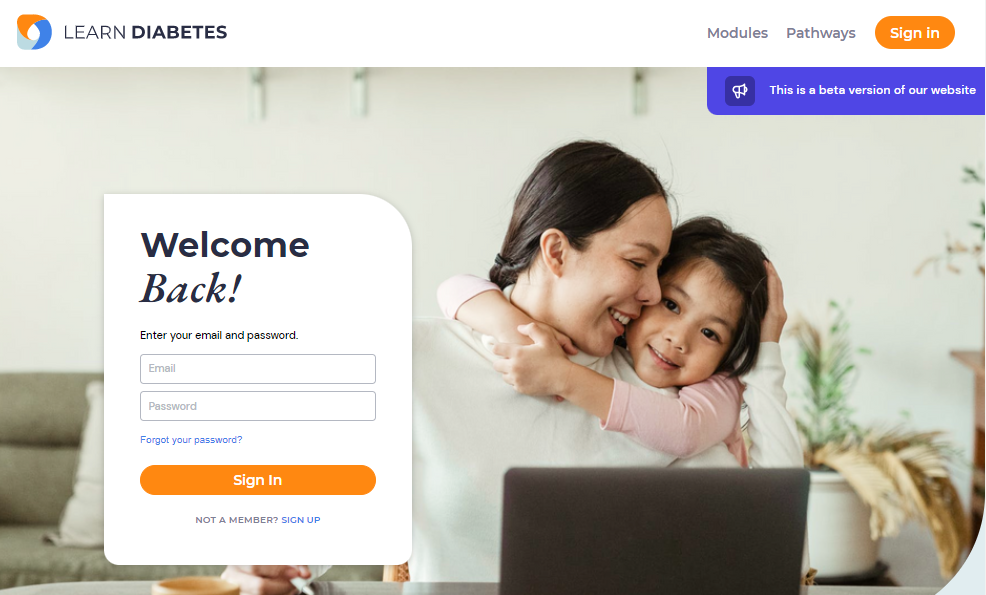 LEARN DIABETES
Modules
Pathways
Sign in
This is a beta version of our website
Welcome
Back!
Enter your email and password.
Email
Password
Forgot your password?
Sign In
NOT A MEMBER? SIGN UP